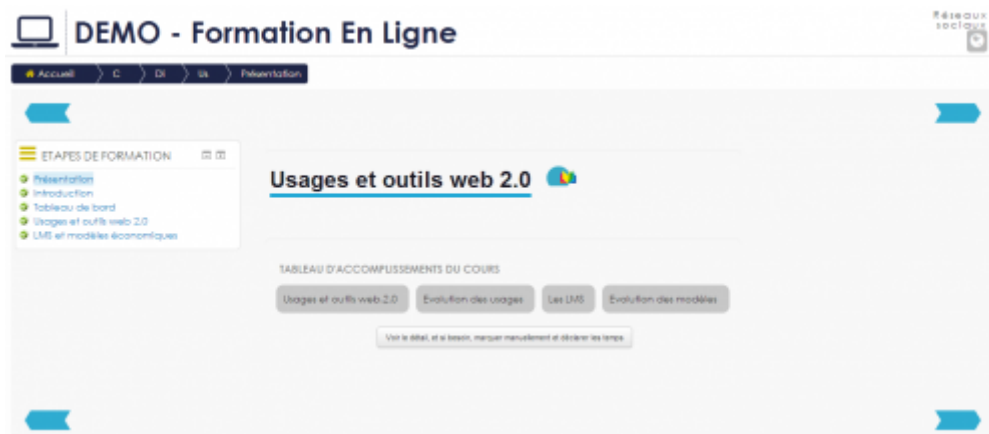 DEMO - Formation En Ligne
Réseaux
sociaux
Accueil C Di Us Présentation
ETAPES DE FORMATION
Présentation
Introduction
Tableau de bord
Usages et outils web 2.0
LMS et modèles économiques
Usages et outils web 2.0
TABLEAU D'ACCOMPLISSEMENTS DU COURS
Usages et outils web 2.0 Evolution des usages Les LMS Evolution des modèles
Voir le détail, et si besoin, marquer manuellement et déclarer les temps